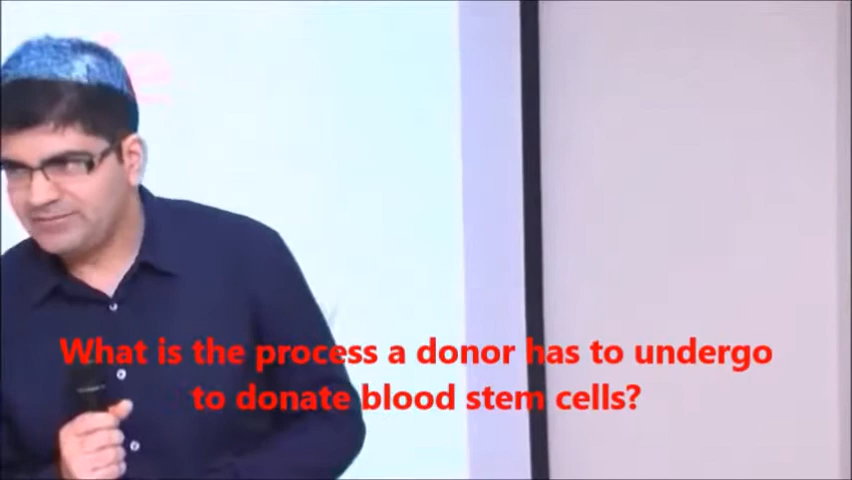 What is the process a donor has to undergo
to donate blood stem cells?